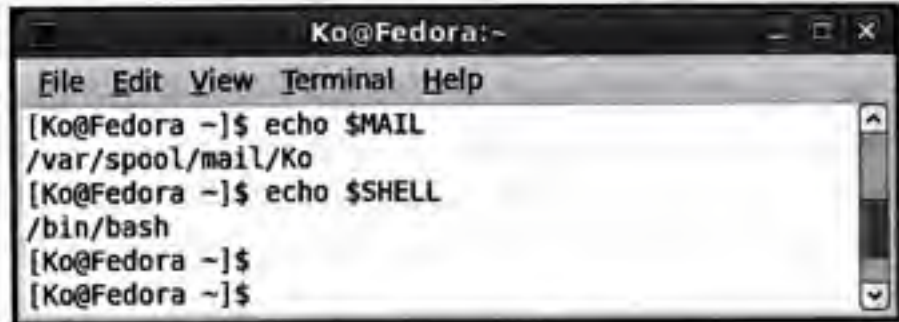 Ko@Fedora:~
File Edit View Terminal Help
[Ko@Fedora ~]$ echo $MAIL
/var/spool/mail/Ko
[Ko@Fedora ~]$ echo $SHELL
/bin/bash
[Ko@Fedora ~]$
[Ko@Fedora ~]$